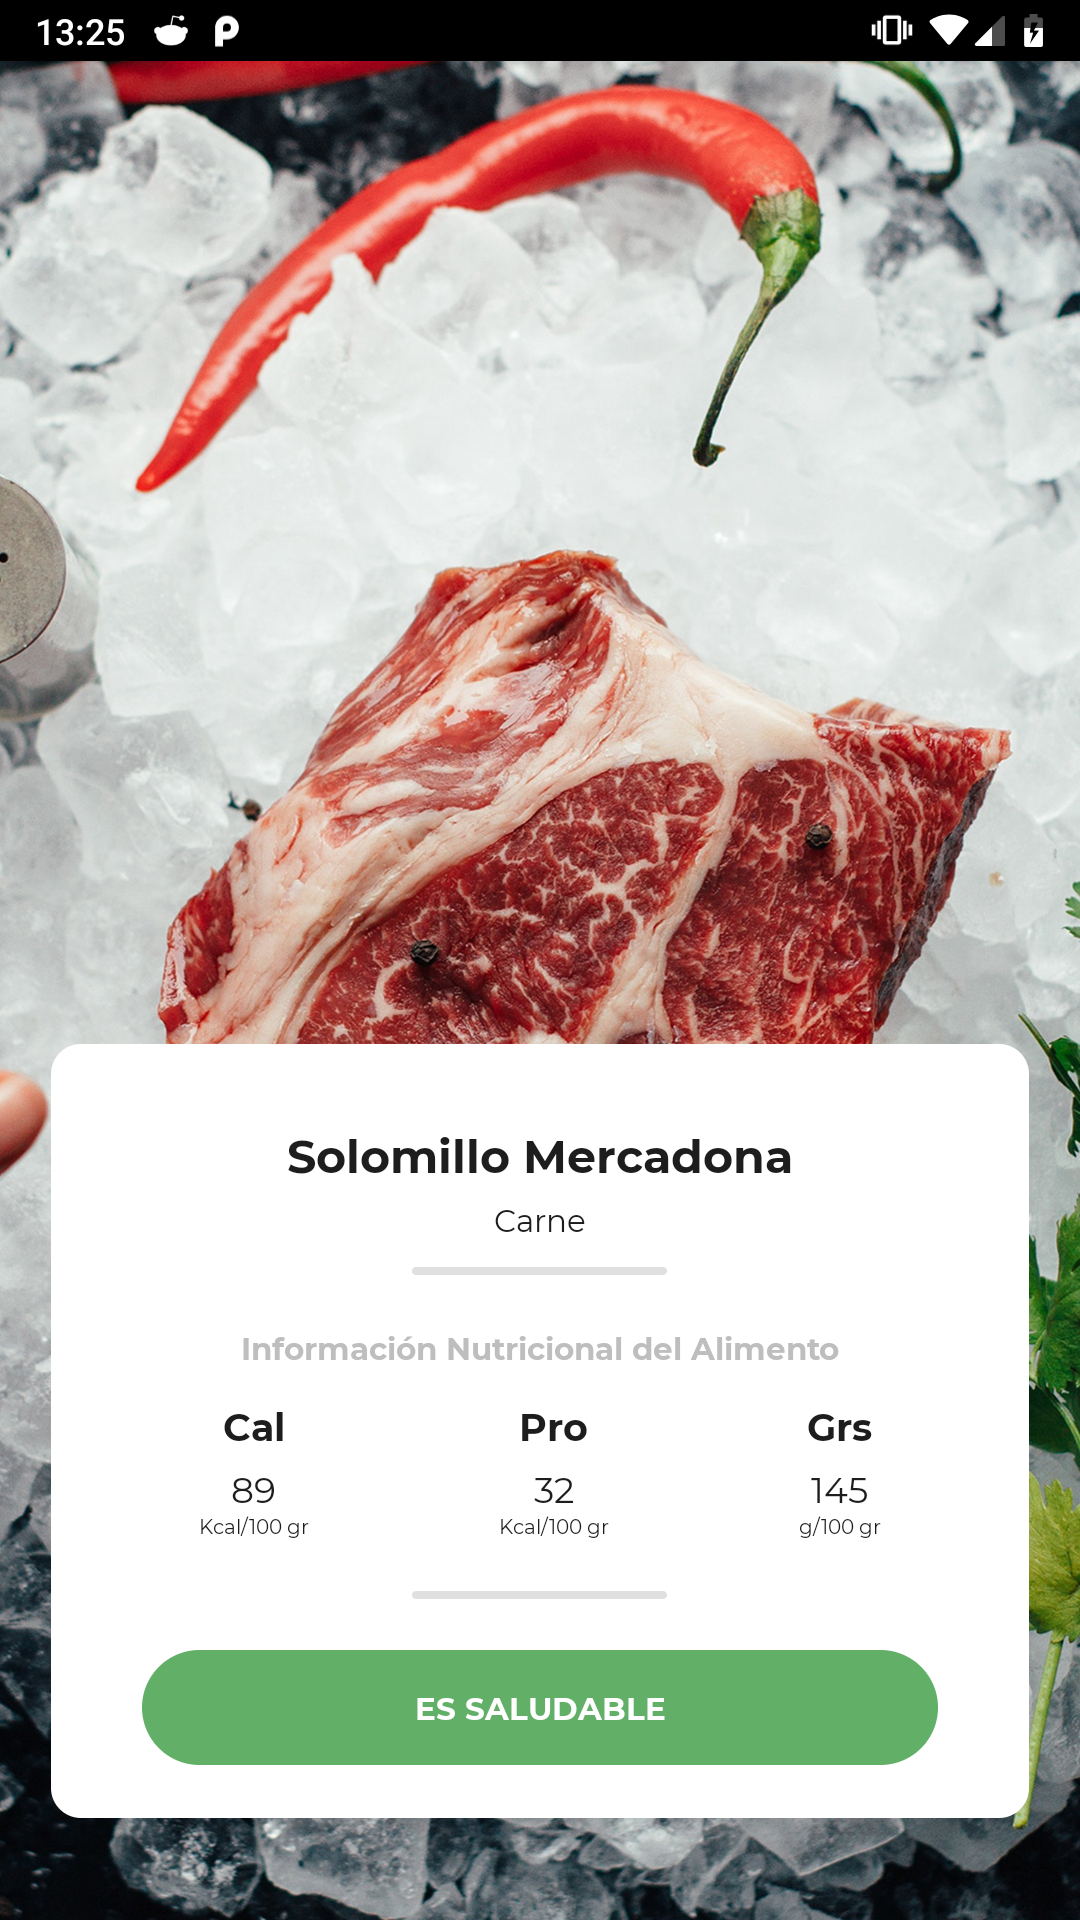 13:25
Solomillo Mercadona
Carne
Información Nutricional del Alimento
Cal Pro Grs
89 32 145
Kcal/100 gr Kcal/100 gr g/100 gr
ES SALUDABLE